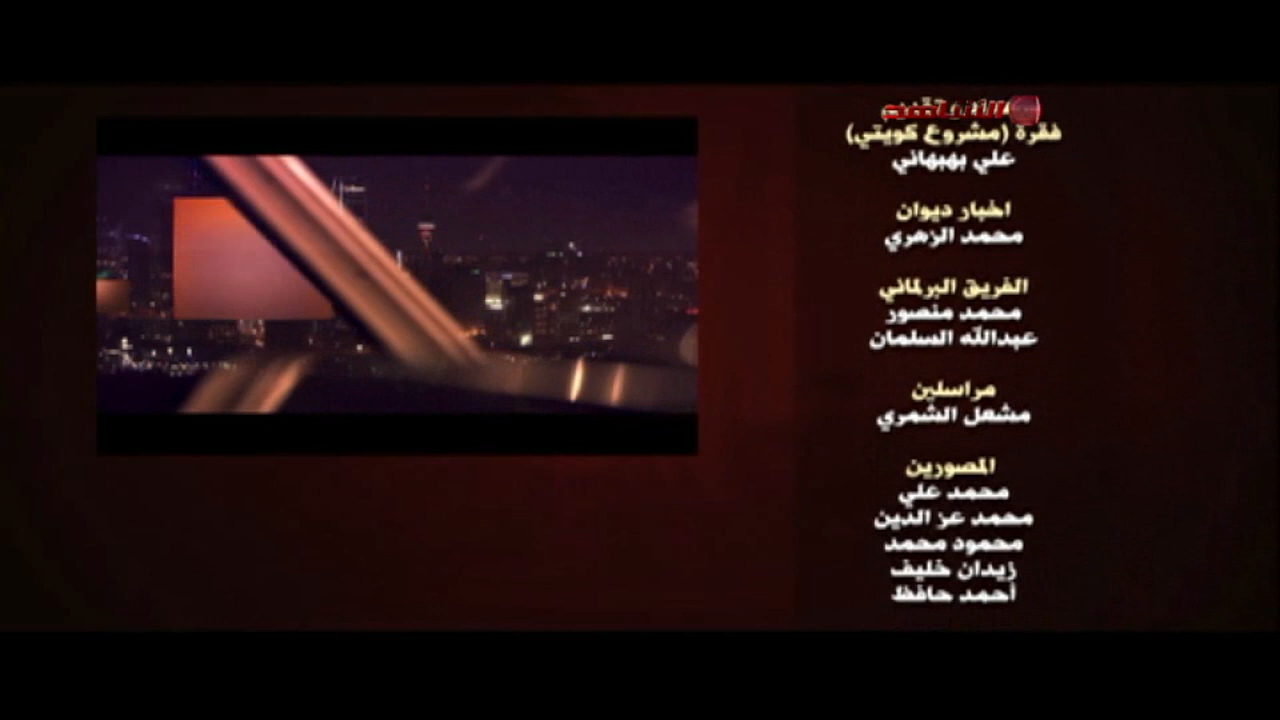 فقرة (مشروع كويتي)
علي بهبهاني
اخبار ديوان
محمد الزهري
الفريق البرلماني
محمد منصور
عبدالله السلمان
مراسلين
مشعل الشمري
المصورين
محمد علي
محمد عز الدين
محمود محمد
زيدان خليف
أحمد حافظ